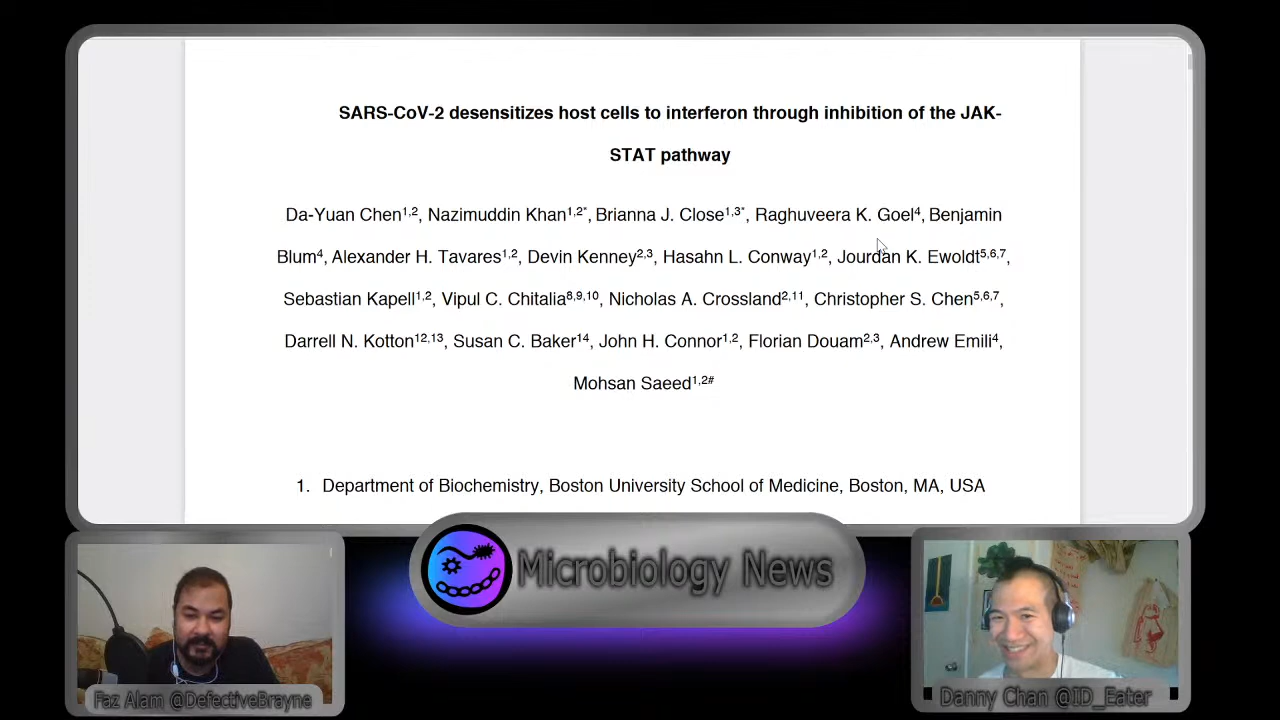 SARS-CoV-2 desensitizes host cells to interferon through inhibition of the JAK-
STAT pathway
Da-Yuan Chen1,2, Nazimuddin Khan1,2*, Brianna J. Close1,3*, Raghuveera K. Goel4, Benjamin
Blum4, Alexander H. Tavares1,2, Devin Kenney2,3, Hasahn L. Conway1,2, Jourdan K. Ewoldt5,6,7,
Sebastian Kapell1,2, Vipul C. Chitalia8,9,10, Nicholas A. Crossland2,11, Christopher S. Chen5,6,7,
Darrell N. Kotton12,13, Susan C. Baker14, John H. Connor1,2, Florian Douam2,3, Andrew Emili4,
Mohsan Saeed1,2#
1. Department of Biochemistry, Boston University School of Medicine, Boston, MA, USA
Microbiology News
Faz Alam @DefectiveBrayne
Danny Chan @ID_Eater